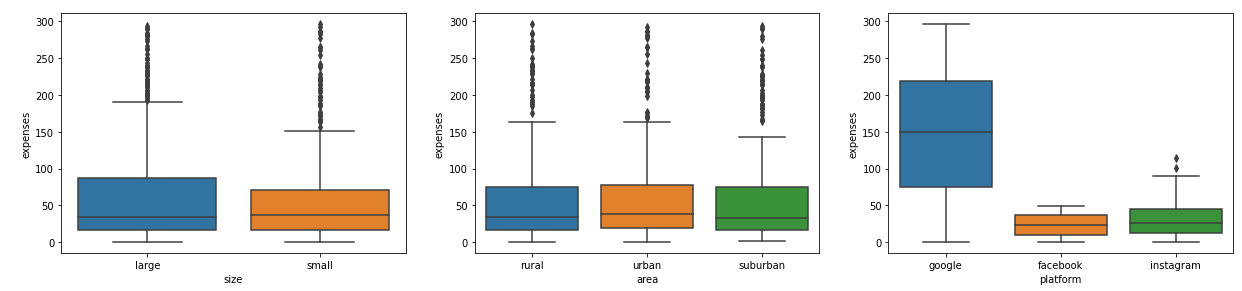 300
250
200
150
100
50
0
expenses
large
small
size
300
250
200
150
100
50
0
expenses
rural
urban
suburban
area
300
250
200
150
100
50
0
expenses
google
facebook
instagram
platform